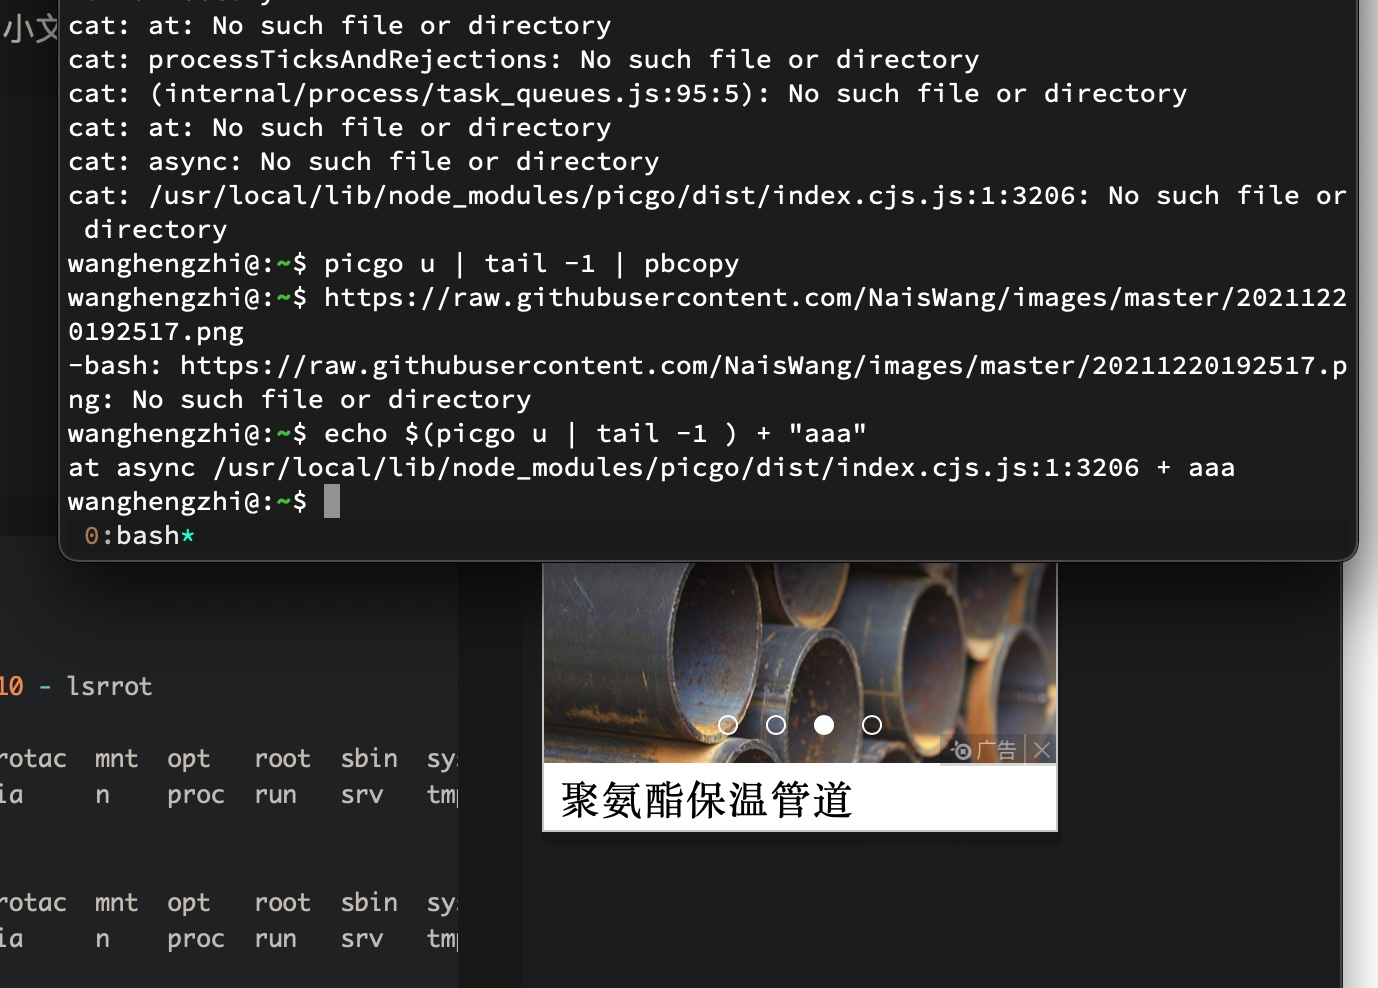 小文
cat: at: No such file or directory
cat: processTicksAndRejections: No such file or directory
cat: (internal/process/task_queues.js:95:5): No such file or directory
cat: at: No such file or directory
cat: async: No such file or directory
cat: /usr/local/lib/node_modules/picgo/dist/index.cjs.js:1:3206: No such file or
directory
wanghengzhi@:~$ picgo u | tail -1 | pbcopy
wanghengzhi@:~$ https://raw.githubusercontent.com/NaisWang/images/master/2021122
0192517.png
-bash: https://raw.githubusercontent.com/NaisWang/images/master/20211220192517.p
ng: No such file or directory
wanghengzhi@:~$ echo $(picgo u | tail -1 ) + "aaa"
at async /usr/local/lib/node_modules/picgo/dist/index.cjs.js:1:3206 + aaa
wanghengzhi@:~$
0:bash*
10 - lsrrot
rotac mnt opt root sbin sy
ia n proc run srv tm
rotac mnt opt root sbin sy
ia n proc run srv tm
广告
聚氨酯保温管道